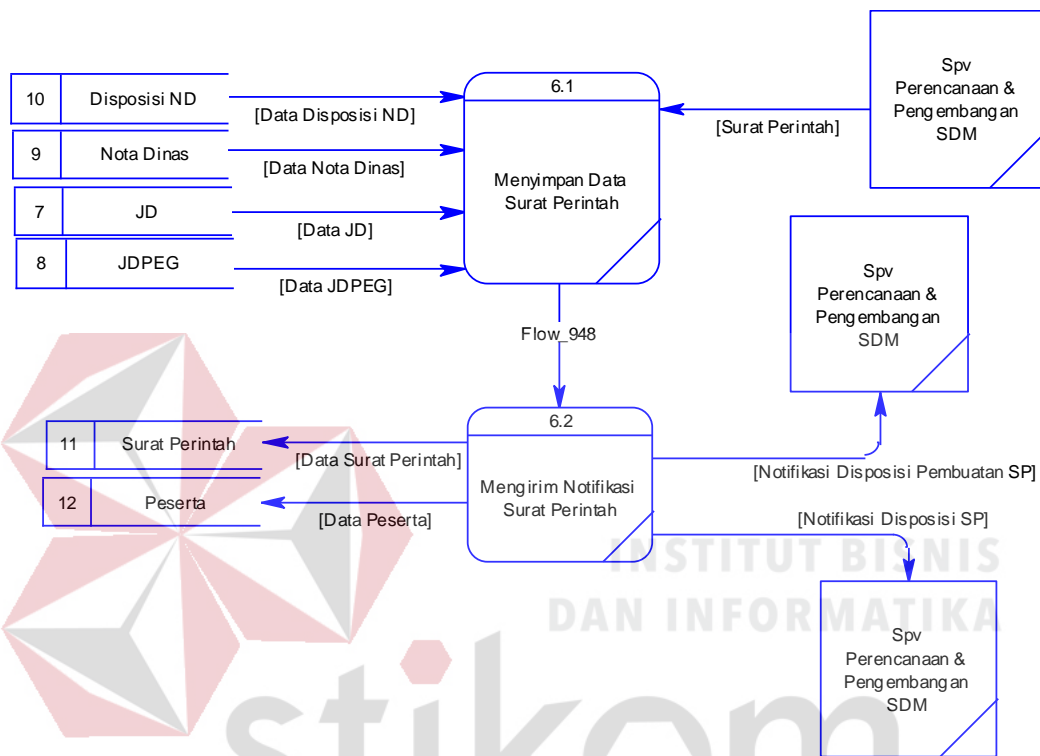 Spv
Perencanaan &
Pengembangan
SDM
6.1
Menyimpan Data
Surat Perintah
10
Disposisi ND
[Data Disposisi ND]
[Surat Perintah]
9
Nota Dinas
[Data Nota Dinas]
7
JD
[Data JD]
8
JDPEG
[Data JDPEG]
Spv
Perencanaan &
Pengembangan
SDM
Flow_948
6.2
Mengirim Notifikasi
Surat Perintah
11
Surat Perintah
[Data Surat Perintah]
[Notifikasi Disposisi Pembuatan SP]
12
Peserta
[Data Peserta]
[Notifikasi Disposisi SP]
INSTITUT BISNIS
DAN INFORMATIKA
Spv
Perencanaan &
Pengembangan
SDM
stikom